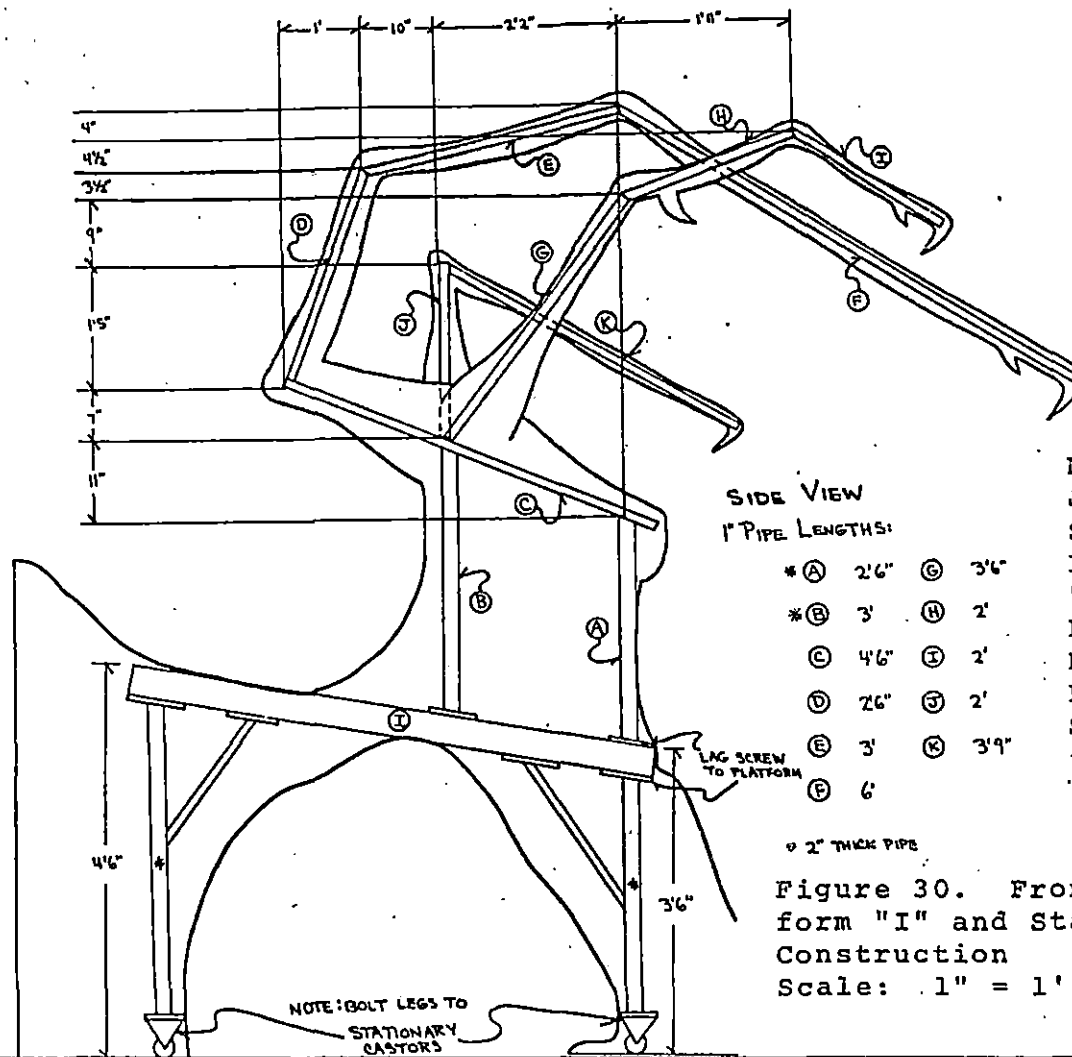 1' 10" 2'2" 1'11"
4"
4½"
3½"
9"
1'5"
7"
11"
H
I
E
D
G
F
J
K
C
B
A
I
SIDE VIEW
1" PIPE LENGTHS:
* A 2'6" G 3'6"
* B 3' H 2'
C 4'6" I 2'
D 2'6" J 2'
E 3' K 3'9"
F 6'
LAG SCREW
TO PLATFORM
2" THICK PIPE
4'6"
*
*
3'6"
NOTE: BOLT LEGS TO
STATIONARY
CASTORS
Figure 30. Fro
form "I" and Sta
Construction
Scale: 1" = 1'